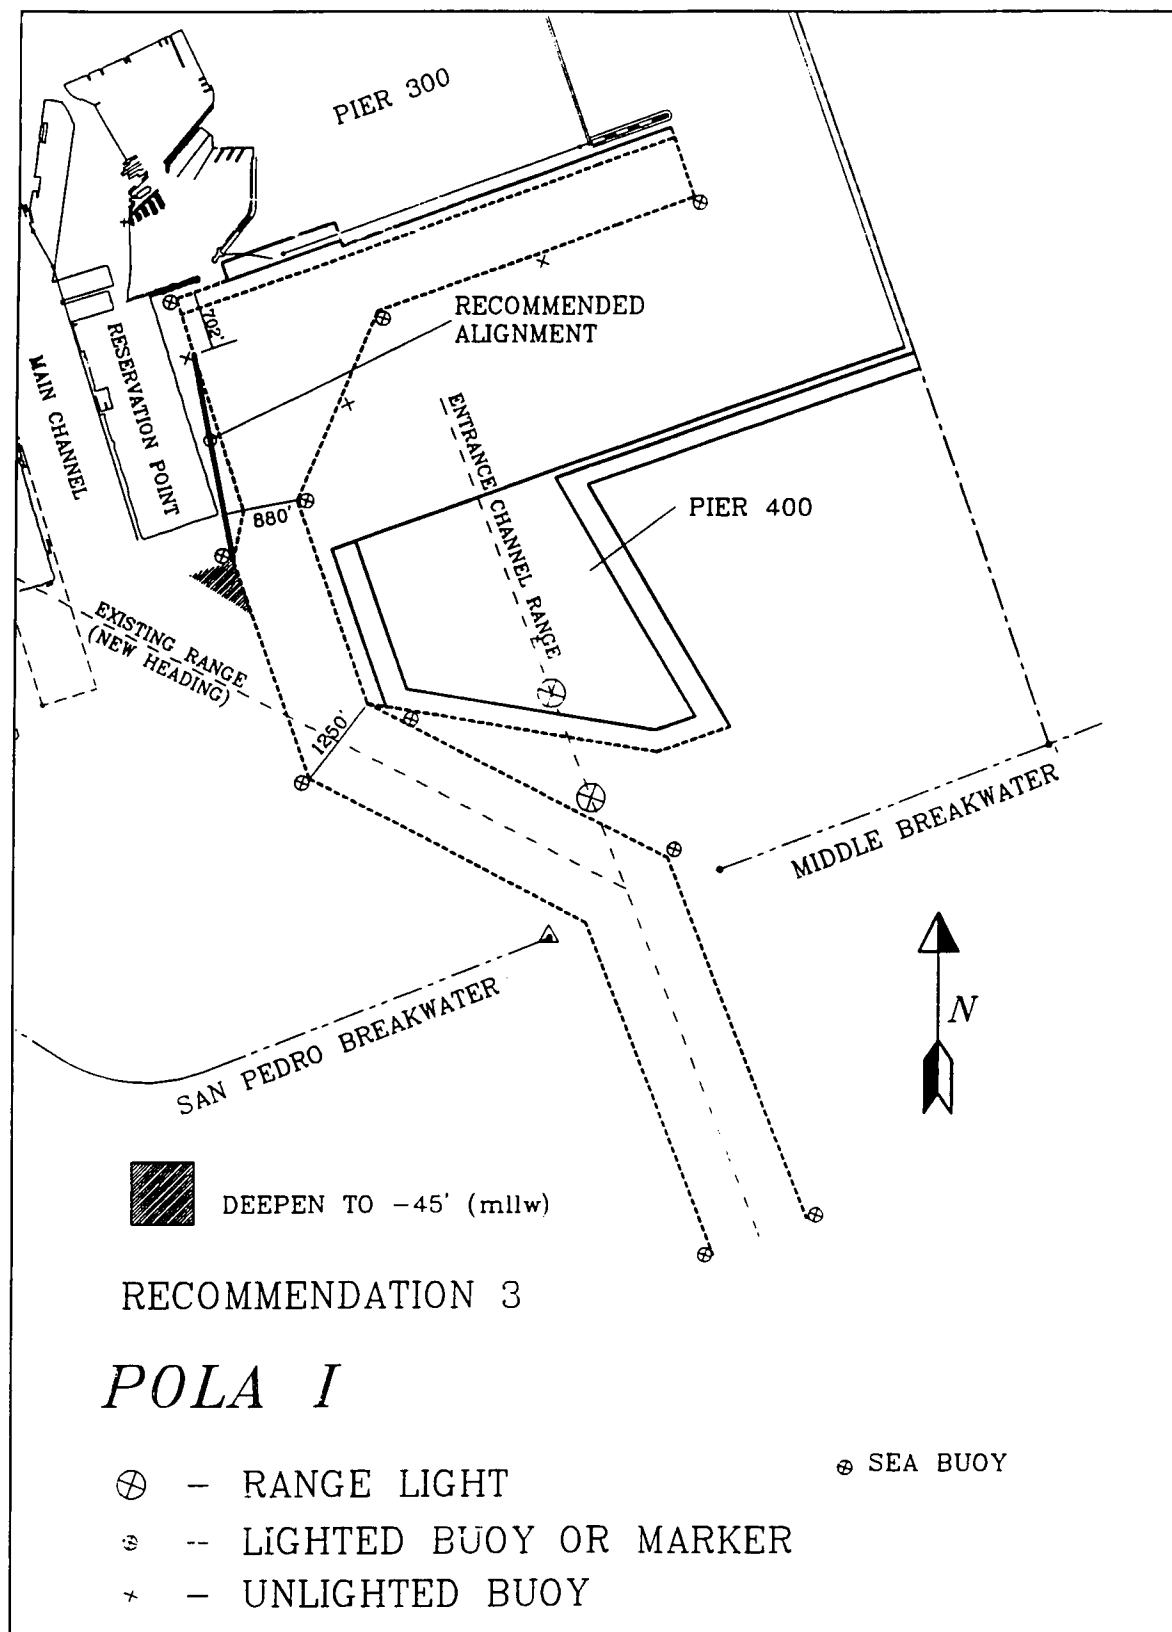 PIER 300
RECOMMENDED
ALIGNMENT
702'
RESERVATION POINT
MAIN CHANNEL
ENTRANCE CHANNEL RANGE
880'
PIER 400
EXISTING RANGE
(NEW HEADING)
1250'
MIDDLE BREAKWATER
N
SAN PEDRO BREAKWATER
DEEPEN TO -45' (mllw)
RECOMMENDATION 3
POLA I
– RANGE LIGHT
SEA BUOY
-- LIGHTED BUOY OR MARKER
– UNLIGHTED BUOY